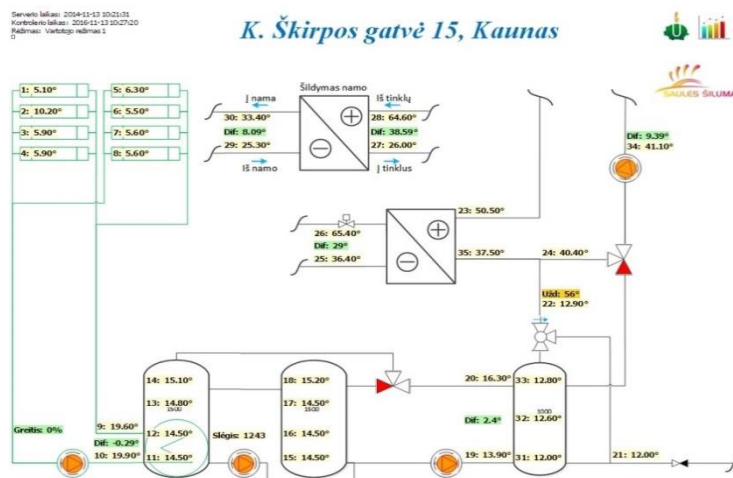 Serverio laikas: 2014-11-13 10:21:31
Kontrolerio laikas: 2016-11-13 10:27:20
Režimas: Vartotojo režimas 1
K. Škirpos gatvė 15, Kaunas
SAULĖS ŠILUMA
1: 5.10°
5: 6.30°
2: 10.20°
6: 5.50°
3: 5.90°
7: 5.60°
4: 5.90°
8: 5.60°
Šildymas namo
Į nama
Iš tinklų
30: 33.40°
28: 64.60°
Dif: 8.09°
Dif: 38.59°
29: 25.30°
27: 26.00°
Iš namo
Į tinklus
Dif: 9.39°
34: 41.10°
23: 50.50°
26: 65.40°
Dif: 29°
25: 36.40°
35: 37.50°
24: 40.40°
Užd: 56°
22: 12.90°
14: 15.10°
18: 15.20°
20: 16.30°
33: 12.80°
13: 14.80°
17: 14.50°
1500
1500
1000
9: 19.60°
Greitis: 0%
Dif: -0.29°
12: 14.50°
Slėgis: 1243
16: 14.50°
Dif: 2.4°
32: 12.60°
10: 19.90°
11: 14.50°
15: 14.50°
19: 13.90°
31: 12.00°
21: 12.00°